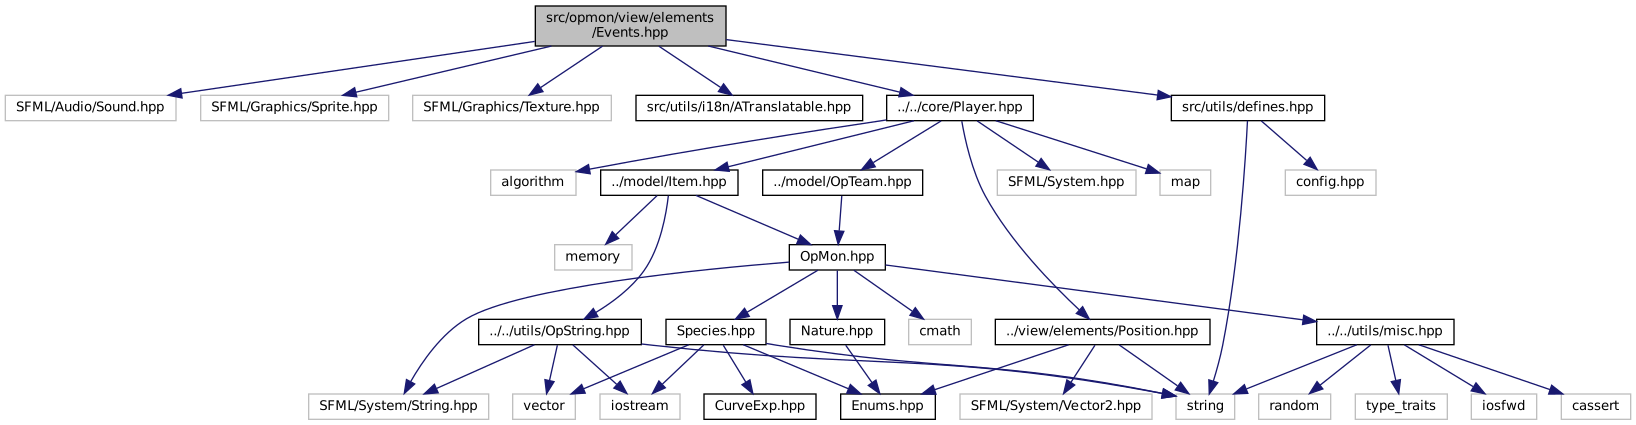 src/opmon/view/elements
/Events.hpp
SFML/Audio/Sound.hpp
SFML/Graphics/Sprite.hpp
SFML/Graphics/Texture.hpp
src/utils/i18n/ATranslatable.hpp
../../core/Player.hpp
src/utils/defines.hpp
algorithm
../model/Item.hpp
../model/OpTeam.hpp
SFML/System.hpp
map
config.hpp
memory
OpMon.hpp
../../utils/OpString.hpp
Species.hpp
Nature.hpp
cmath
../view/elements/Position.hpp
../../utils/misc.hpp
SFML/System/String.hpp
vector
iostream
CurveExp.hpp
Enums.hpp
SFML/System/Vector2.hpp
string
random
type_traits
iosfwd
cassert